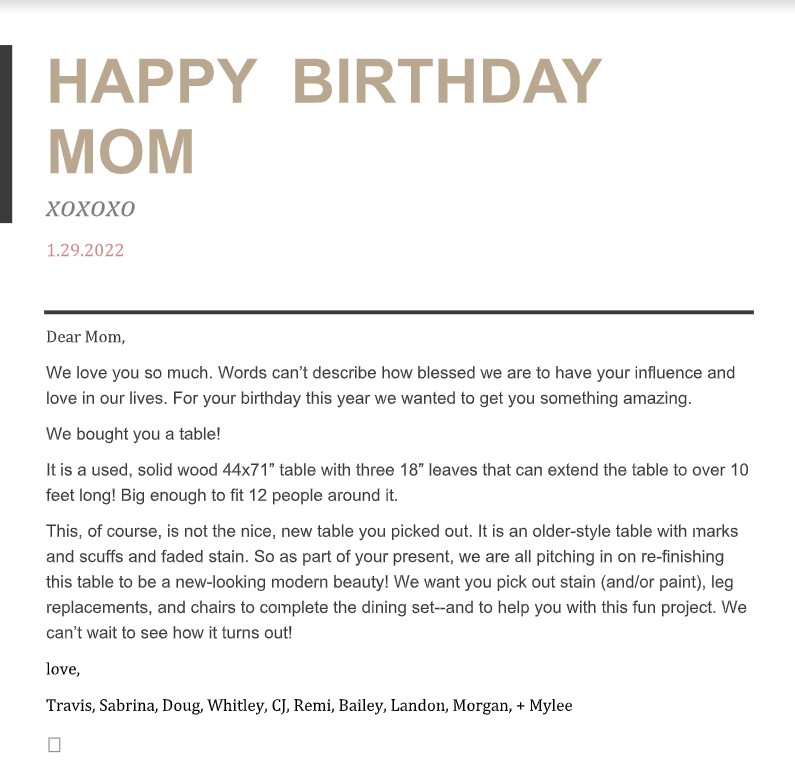 HAPPY BIRTHDAY
MOM
xoxoxo
1.29.2022
Dear Mom,
We love you so much. Words can’t describe how blessed we are to have your influence and
love in our lives. For your birthday this year we wanted to get you something amazing.
We bought you a table!
It is a used, solid wood 44x71” table with three 18” leaves that can extend the table to over 10
feet long! Big enough to fit 12 people around it.
This, of course, is not the nice, new table you picked out. It is an older-style table with marks
and scuffs and faded stain. So as part of your present, we are all pitching in on re-finishing
this table to be a new-looking modern beauty! We want you pick out stain (and/or paint), leg
replacements, and chairs to complete the dining set--and to help you with this fun project. We
can’t wait to see how it turns out!
love,
Travis, Sabrina, Doug, Whitley, CJ, Remi, Bailey, Landon, Morgan, + Mylee